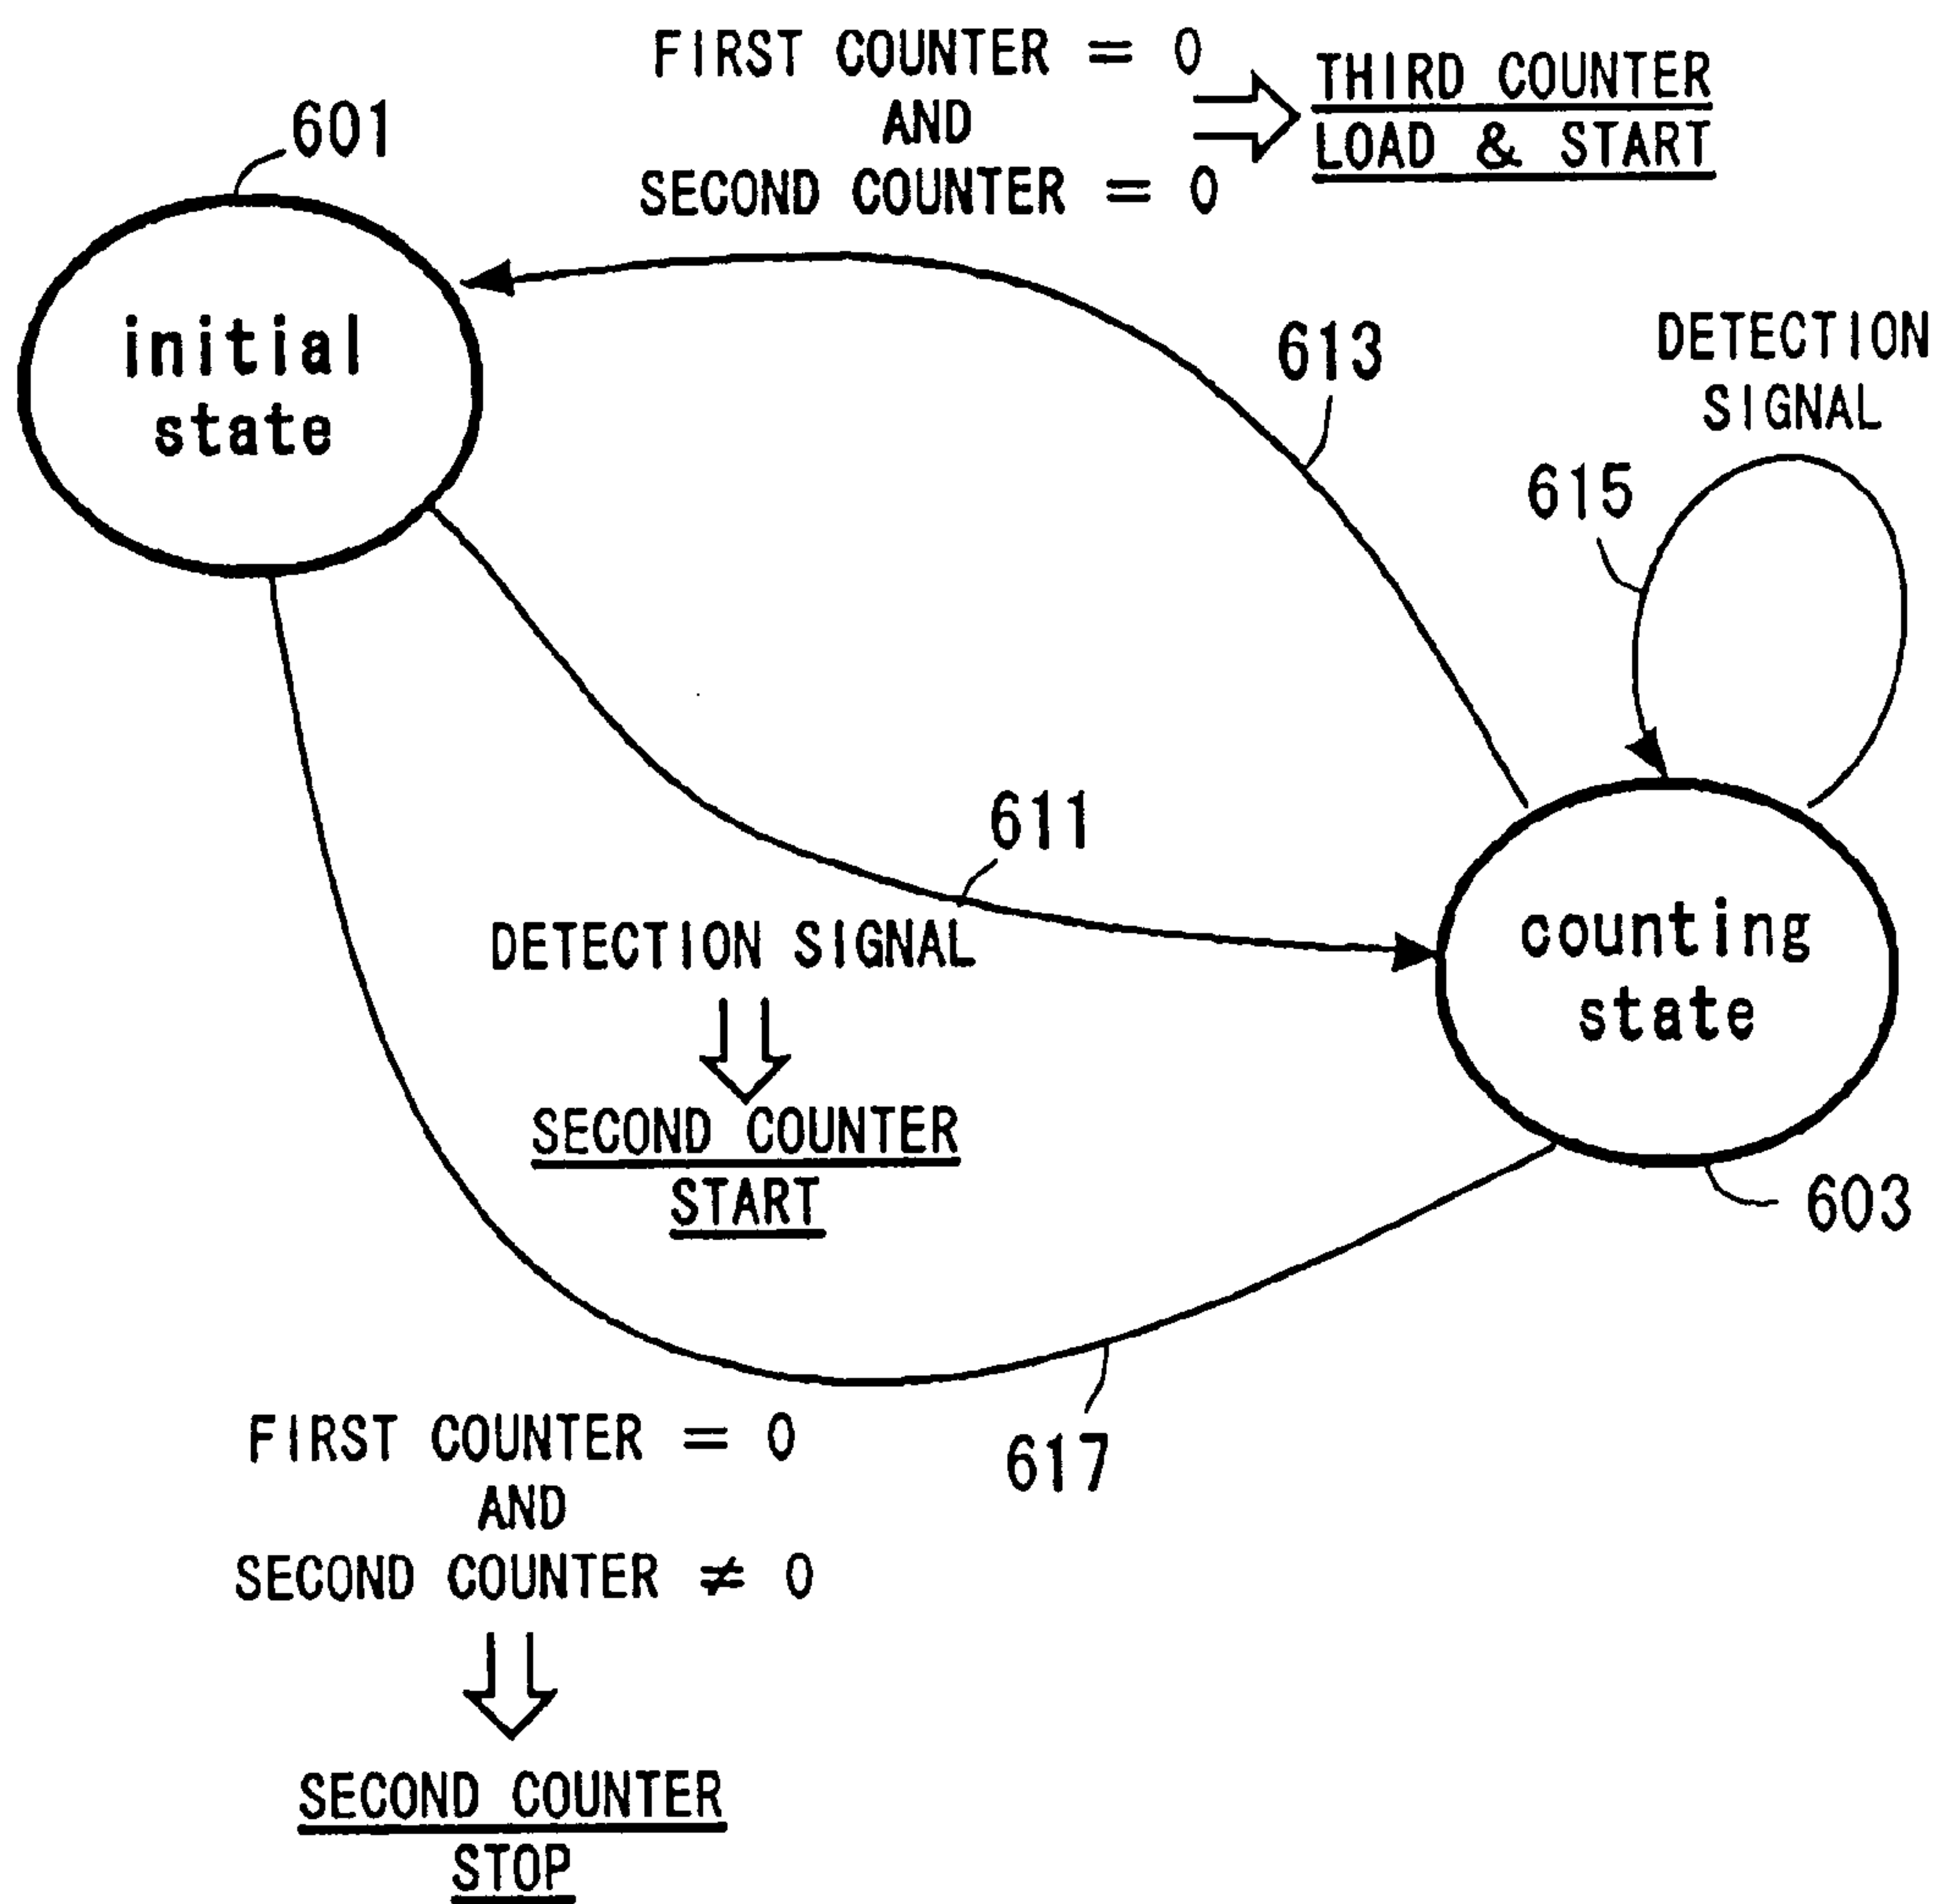 FIRST COUNTER = 0
AND
SECOND COUNTER = 0
THIRD COUNTER
LOAD & START
601
initial
state
613
DETECTION
SIGNAL
615
611
DETECTION SIGNAL
SECOND COUNTER
START
counting
state
603
617
FIRST COUNTER = 0
AND
SECOND COUNTER ≠ 0
SECOND COUNTER
STOP